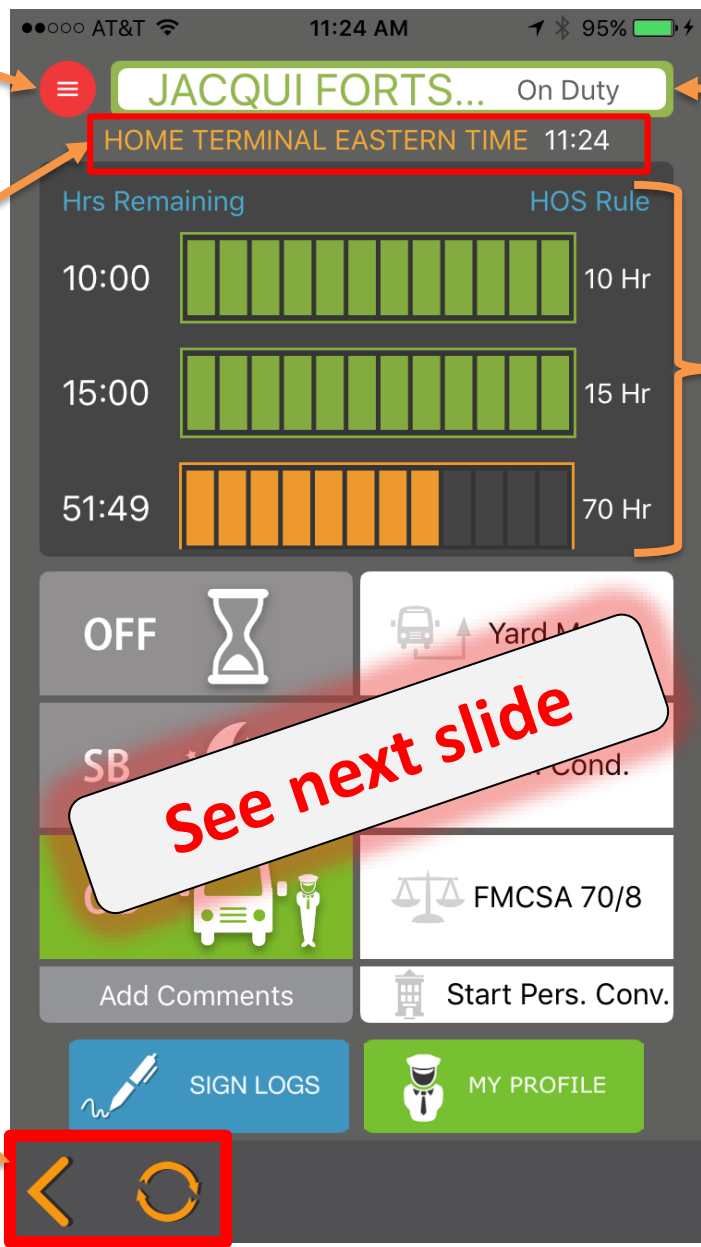 AT&T 11:24 AM 95%
JACQUI FORTS... On Duty
HOME TERMINAL EASTERN TIME 11:24
Hrs Remaining HOS Rule
10:00 10 Hr
15:00 15 Hr
51:49 70 Hr
OFF Yard
SB Cond.
See next slide
FMCSA 70/8
Add Comments Start Pers. Conv.
SIGN LOGS MY PROFILE